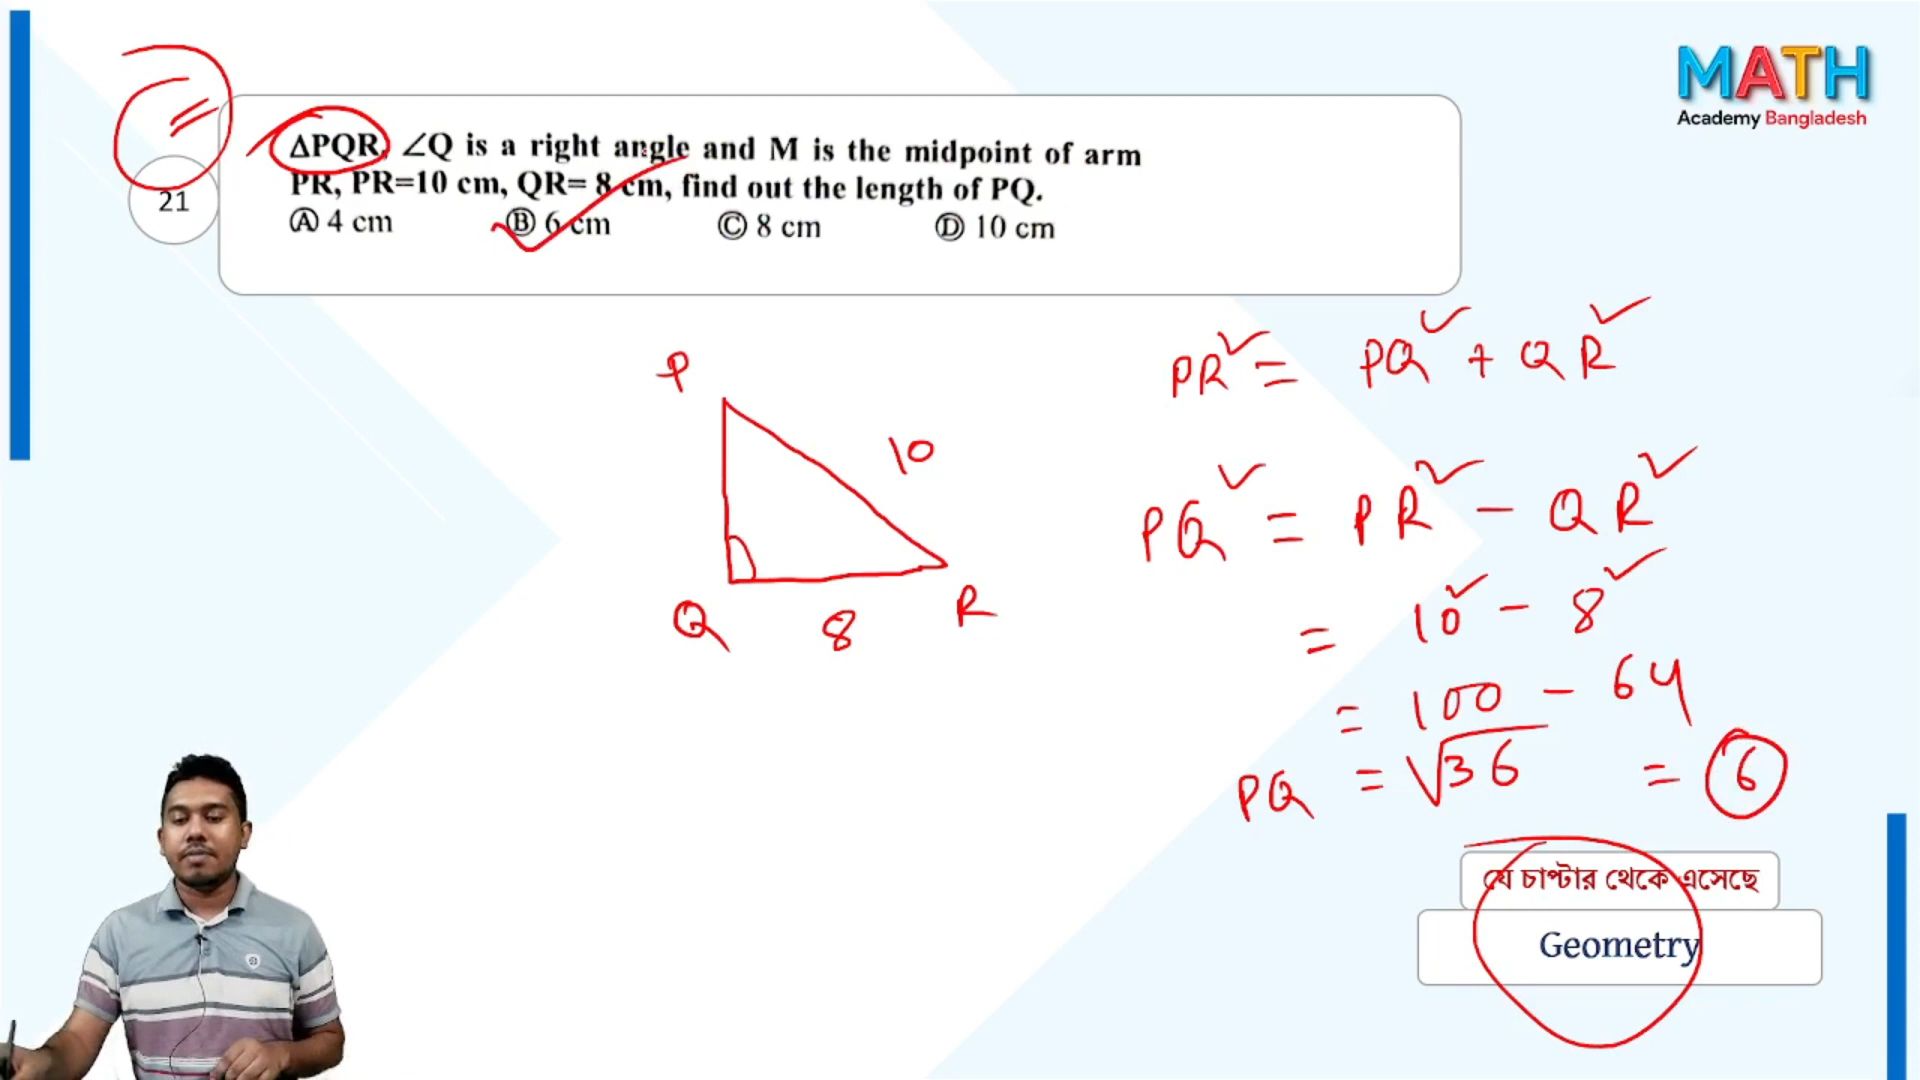 MATH
Academy Bangladesh
21
ΔPQR, ∠Q is a right angle and M is the midpoint of arm
PR, PR=10 cm, QR= 8 cm, find out the length of PQ.
Ⓐ 4 cm Ⓑ 6 cm Ⓒ 8 cm Ⓓ 10 cm
P
10
Q
8
R
PR² = PQ² + QR²
PQ² = PR² - QR²
= 10² - 8²
= 100 - 64
PQ = √36 = 6
যে চাপ্টার থেকে এসেছে
Geometry